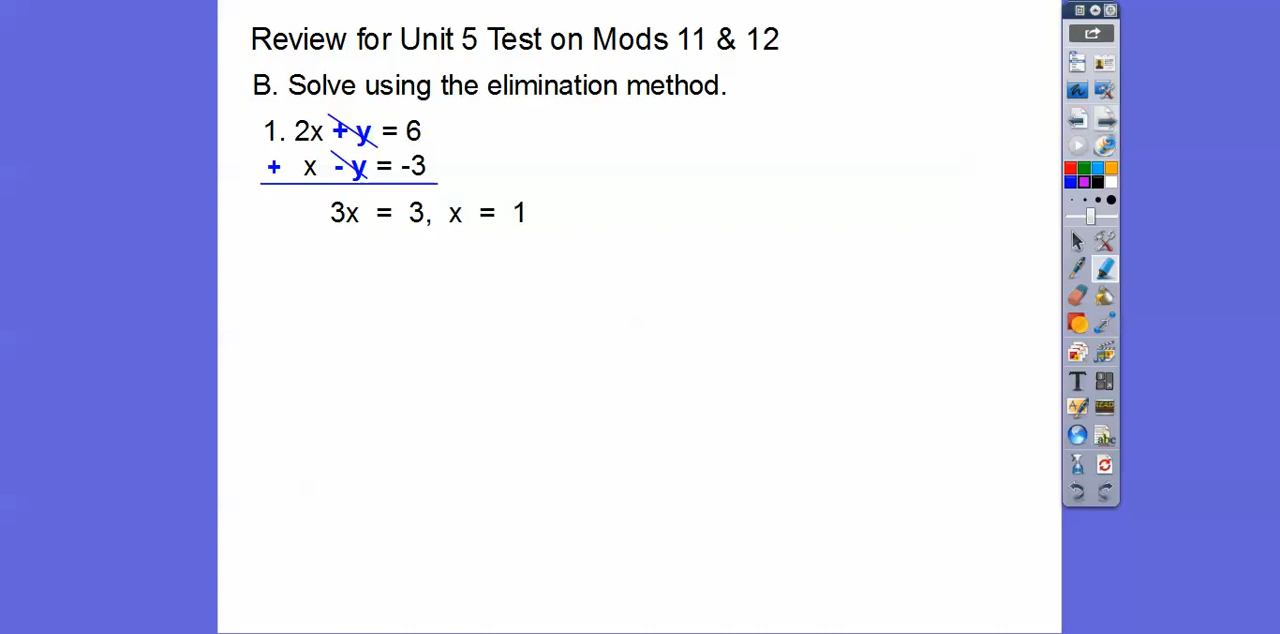 Review for Unit 5 Test on Mods 11 & 12
B. Solve using the elimination method.
1. 2x + y = 6
+ x - y = -3
3x = 3, x = 1